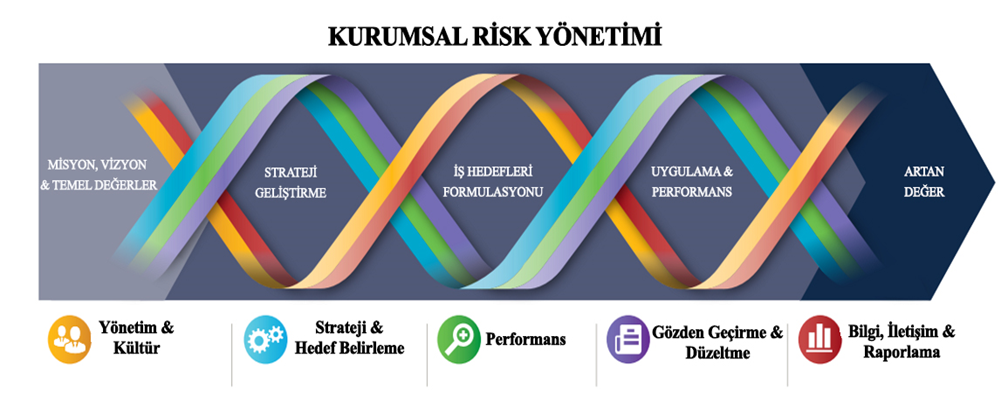 KURUMSAL RİSK YÖNETİMİ
MİSYON, VİZYON
& TEMEL DEĞERLER
STRATEJİ
GELİŞTİRME
İŞ HEDEFLERİ
FORMULASYONU
UYGULAMA &
PERFORMANS
ARTAN
DEĞER
Yönetim &
Kültür
Strateji &
Hedef Belirleme
Performans
Gözden Geçirme &
Düzeltme
Bilgi, İletişim &
Raporlama